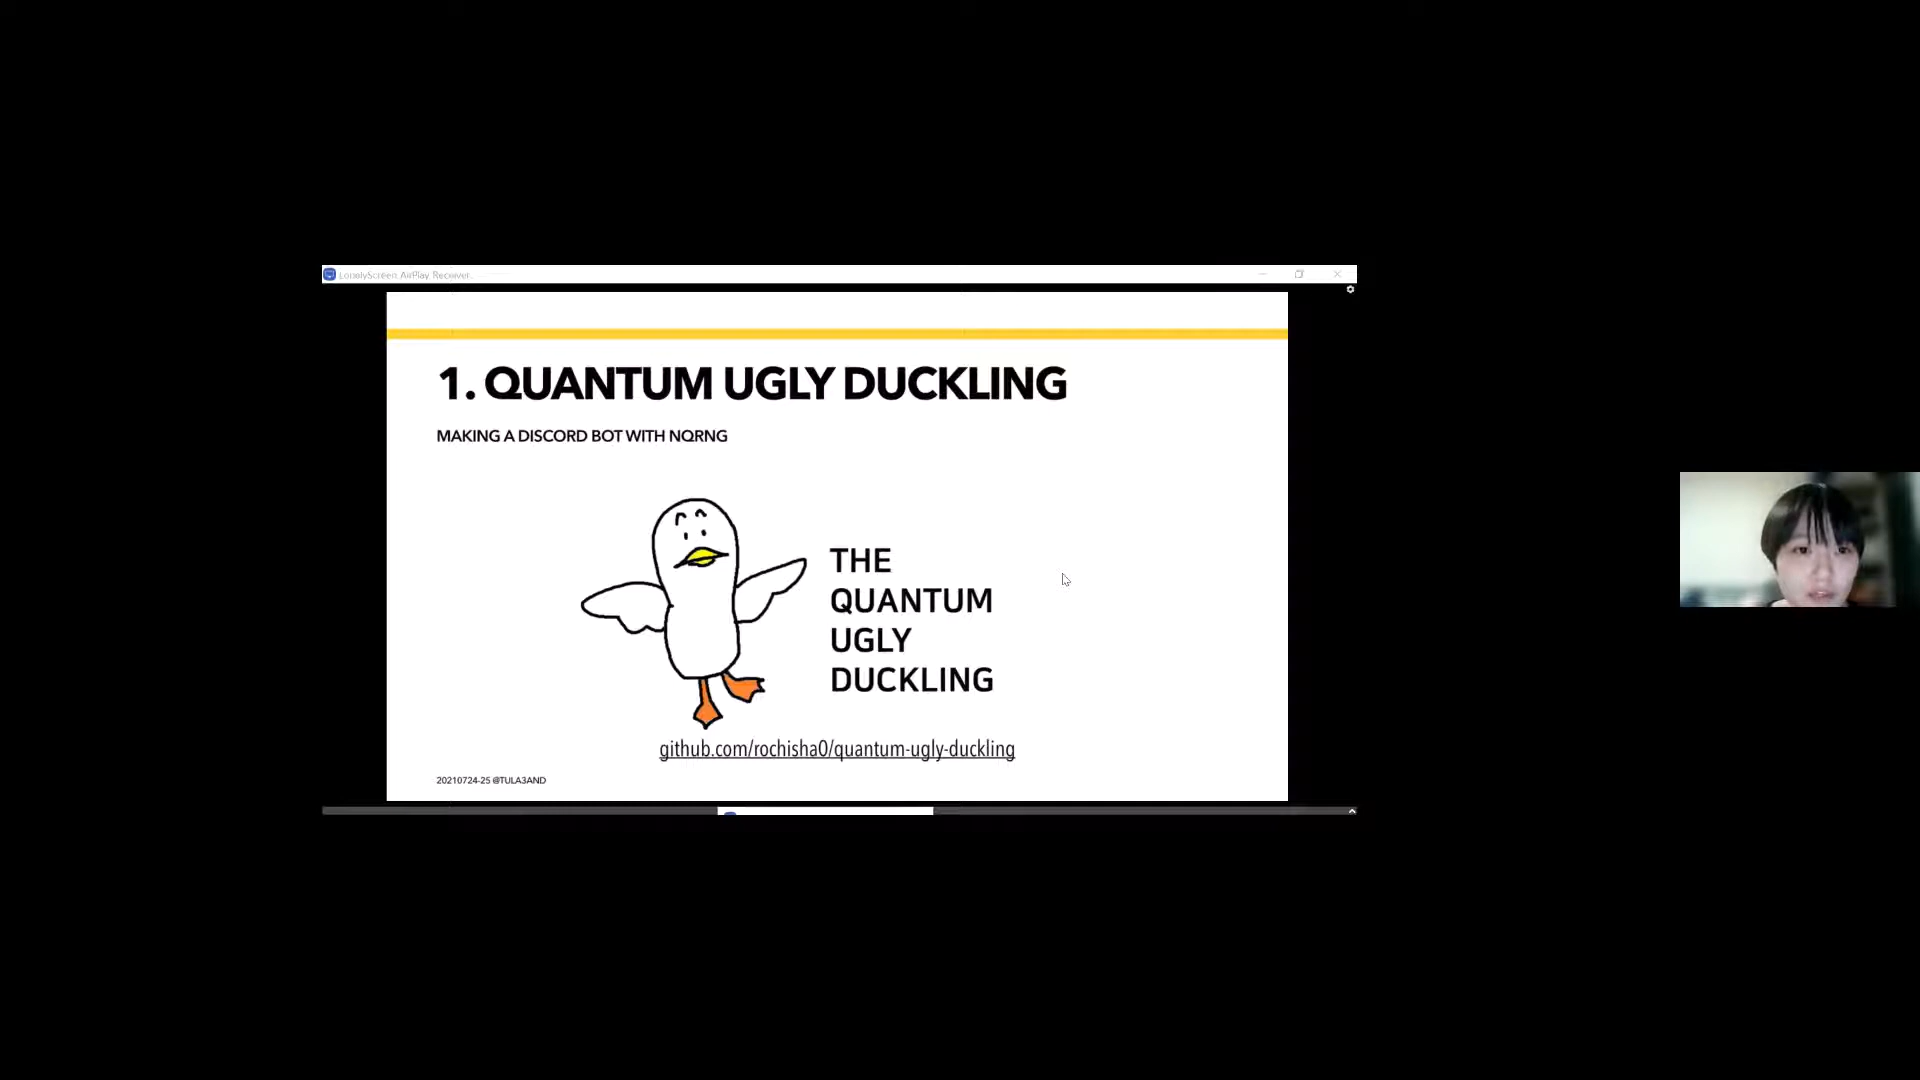 LonelyScreen AirPlay Receiver
1. QUANTUM UGLY DUCKLING
MAKING A DISCORD BOT WITH NQRNG
THE
QUANTUM
UGLY
DUCKLING
github.com/rochisha0/quantum-ugly-duckling
20210724-25 @TULA3AND